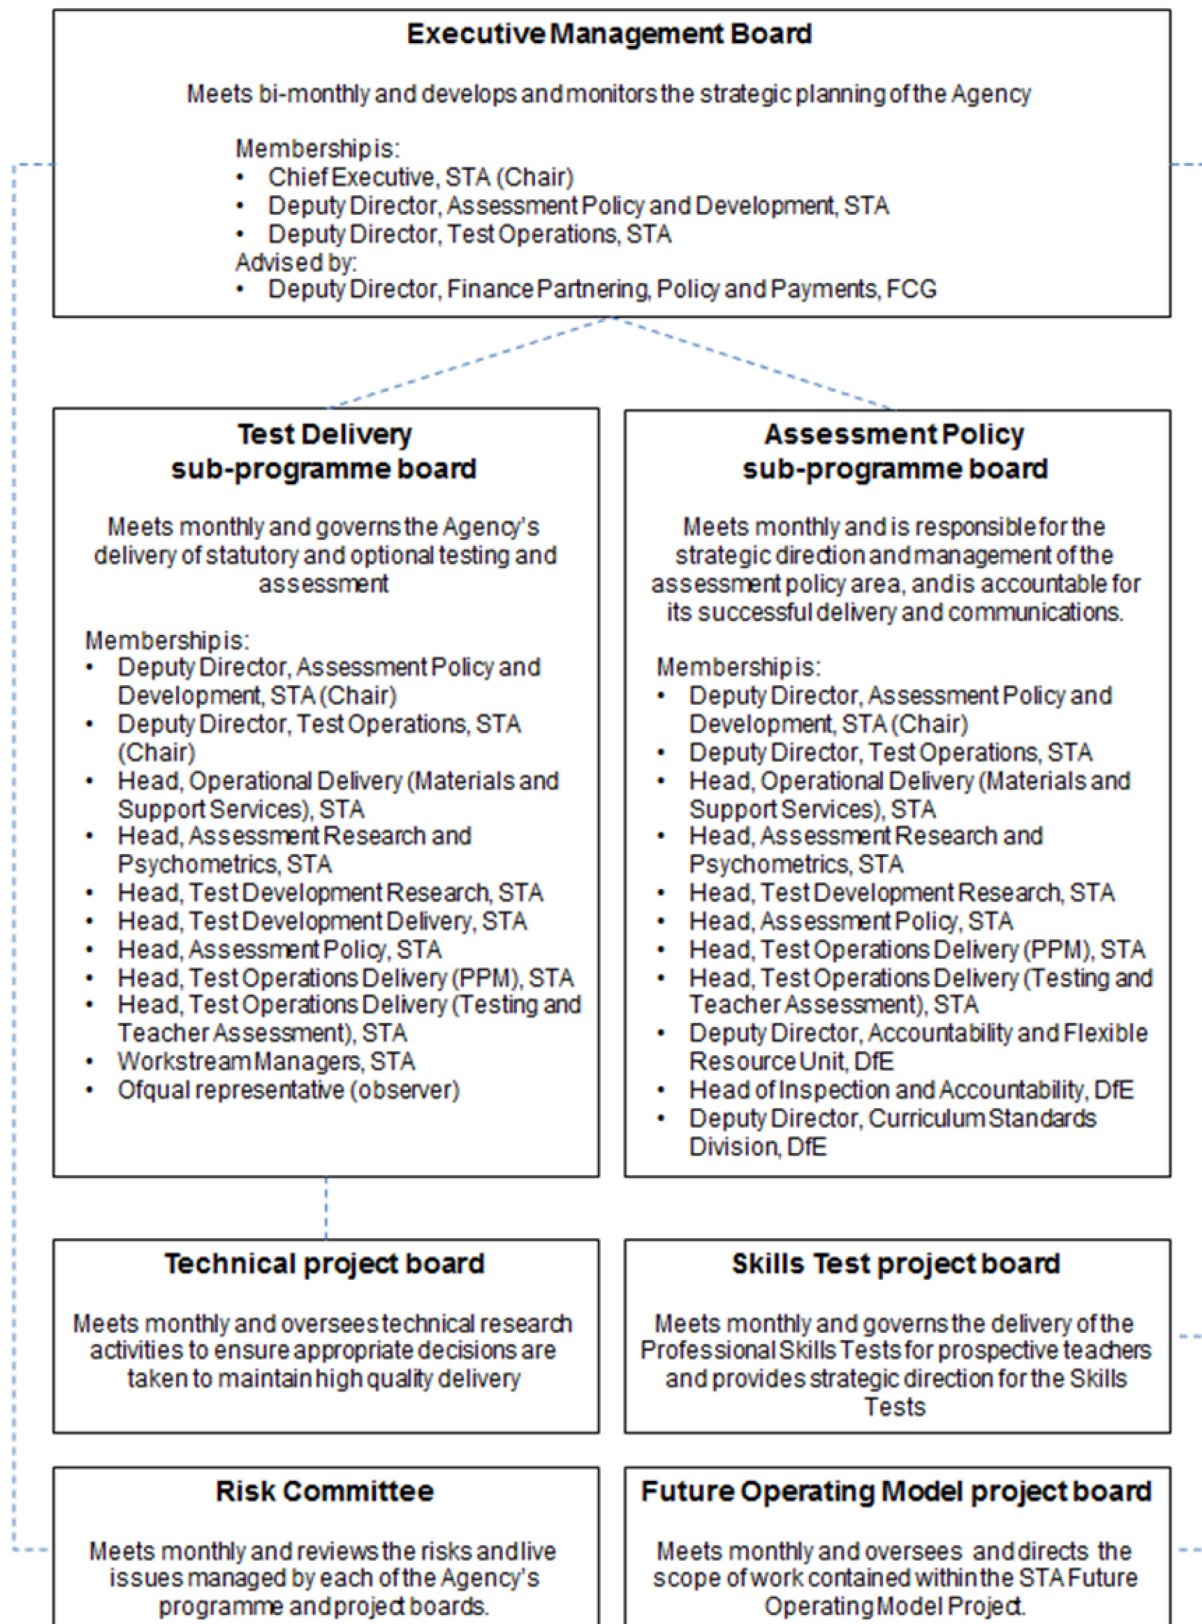 Executive Management Board
Meets bi-monthly and develops and monitors the strategic planning of the Agency
Membership is:
• Chief Executive, STA (Chair)
• Deputy Director, Assessment Policy and Development, STA
• Deputy Director, Test Operations, STA
Advised by:
• Deputy Director, Finance Partnering, Policy and Payments, FCG
Test Delivery
sub-programme board
Meets monthly and governs the Agency's
delivery of statutory and optional testing and
assessment
Membership is:
• Deputy Director, Assessment Policy and
Development, STA (Chair)
• Deputy Director, Test Operations, STA
(Chair)
• Head, Operational Delivery (Materials and
Support Services), STA
• Head, Assessment Research and
Psychometrics, STA
• Head, Test Development Research, STA
• Head, Test Development Delivery, STA
• Head, Assessment Policy, STA
• Head, Test Operations Delivery (PPM), STA
• Head, Test Operations Delivery (Testing and
Teacher Assessment), STA
• Workstream Managers, STA
• Ofqual representative (observer)
Assessment Policy
sub-programme board
Meets monthly and is responsible for the
strategic direction and management of the
assessment policy area, and is accountable for
its successful delivery and communications.
Membership is:
• Deputy Director, Assessment Policy and
Development, STA (Chair)
• Deputy Director, Test Operations, STA
• Head, Operational Delivery (Materials and
Support Services), STA
• Head, Assessment Research and
Psychometrics, STA
• Head, Test Development Research, STA
• Head, Assessment Policy, STA
• Head, Test Operations Delivery (PPM), STA
• Head, Test Operations Delivery (Testing and
Teacher Assessment), STA
• Deputy Director, Accountability and Flexible
Resource Unit, DfE
• Head of Inspection and Accountability, DfE
• Deputy Director, Curriculum Standards
Division, DfE
Technical project board
Meets monthly and oversees technical research
activities to ensure appropriate decisions are
taken to maintain high quality delivery
Skills Test project board
Meets monthly and governs the delivery of the
Professional Skills Tests for prospective teachers
and provides strategic direction for the Skills
Tests
Risk Committee
Meets monthly and reviews the risks and live
issues managed by each of the Agency's
programme and project boards.
Future Operating Model project board
Meets monthly and oversees and directs the
scope of work contained within the STA Future
Operating Model Project.